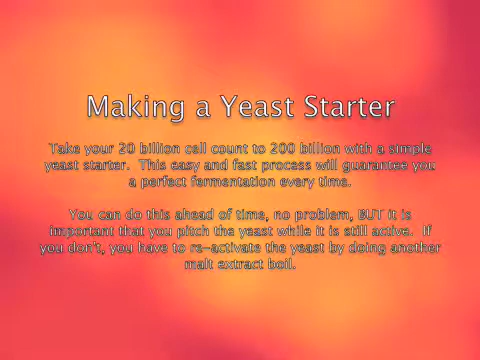 Making a Yeast Starter
Take your 20 billion cell count to 200 billion with a simple
yeast starter. This easy and fast process will guarantee you
a perfect fermentation every time.
You can do this ahead of time, no problem, BUT it is
important that you pitch the yeast while it is still active. If
you don't, you have to re-activate the yeast by doing another
malt extract boil.